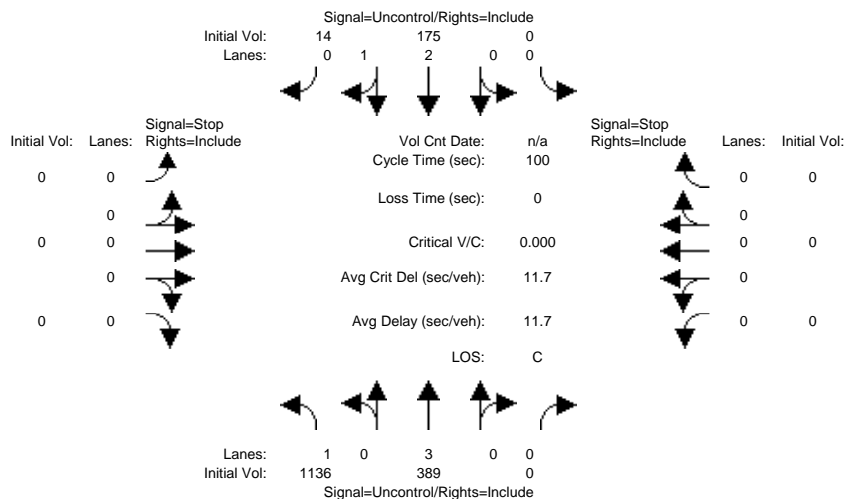 Signal=Uncontrol/Rights=Include
Initial Vol: 14 175 0
Lanes: 0 1 2 0 0
Signal=Stop Signal=Stop
Initial Vol: Lanes: Rights=Include Vol Cnt Date: n/a Rights=Include Lanes: Initial Vol:
Cycle Time (sec): 100
0 0 0 0
Loss Time (sec): 0
0 0
0 0 Critical V/C: 0.000 0 0
0 Avg Crit Del (sec/veh): 11.7 0
0 0 Avg Delay (sec/veh): 11.7 0 0
LOS: C
Lanes: 1 0 3 0 0
Initial Vol: 1136 389 0
Signal=Uncontrol/Rights=Include